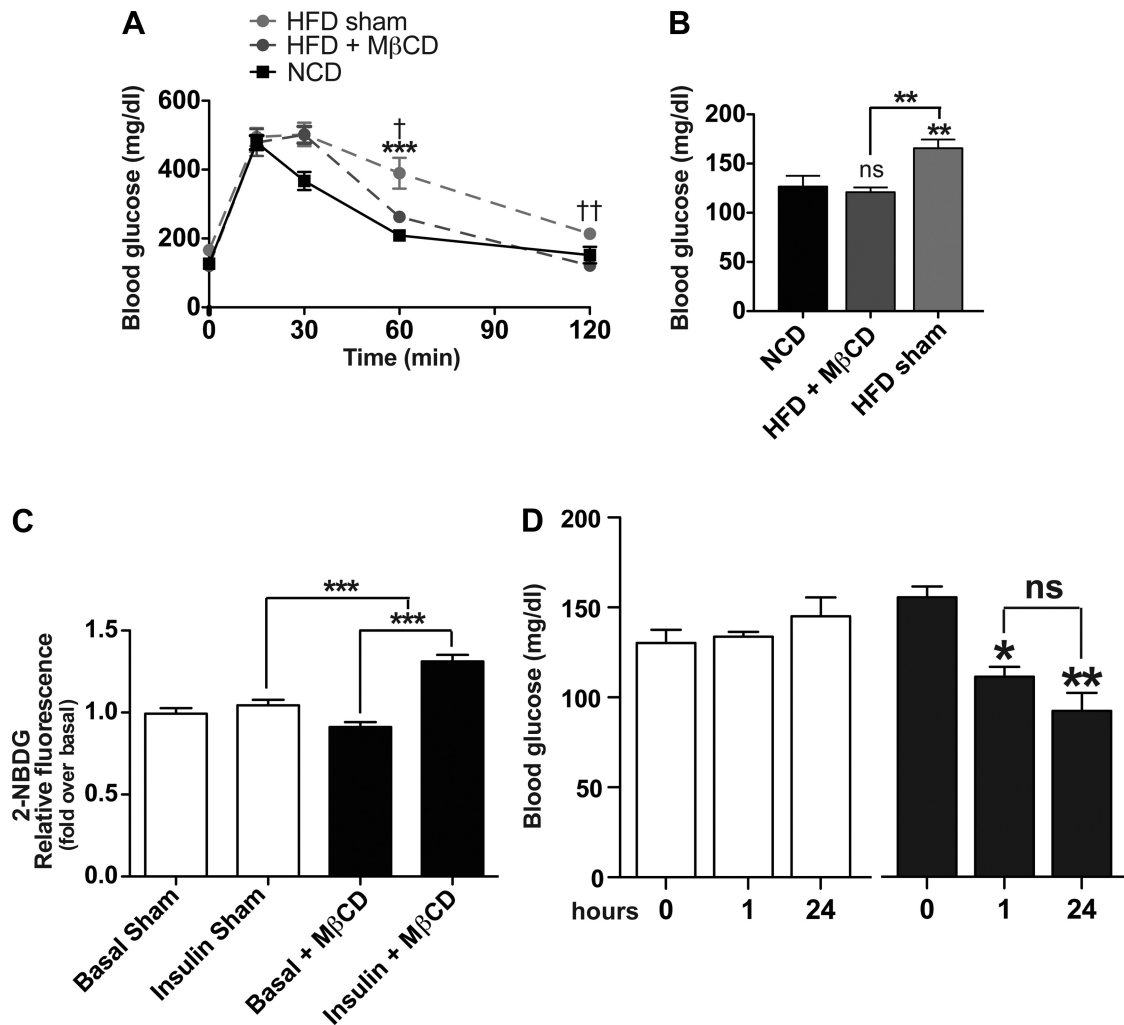 A
HFD sham
HFD + MβCD
NCD
Blood glucose (mg/dl)
600
400
200
0
†
***
††
0 30 60 90 120
Time (min)
B
Blood glucose (mg/dl)
200
150
100
50
0
**
ns
**
NCD
HFD + MβCD
HFD sham
C
2-NBDG
Relative fluorescence
(fold over basal)
1.5
1.0
0.5
0.0
***
***
Basal Sham
Insulin Sham
Basal + MβCD
Insulin + MβCD
D
Blood glucose (mg/dl)
200
150
100
50
0
ns
*
**
hours 0 1 24 0 1 24